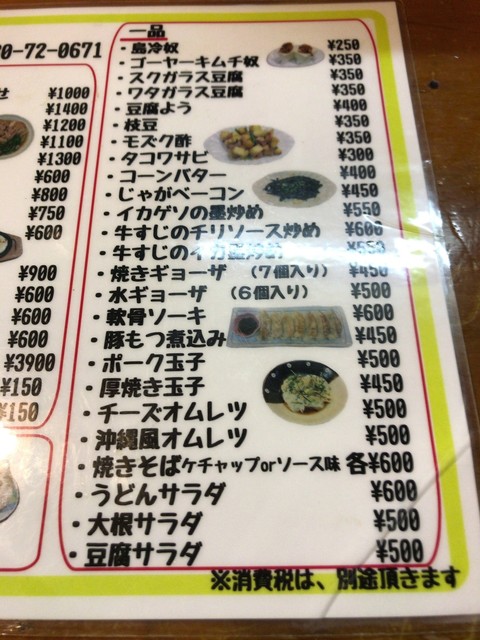 0-72-0671
せ ¥1000
¥1400
¥1200
¥1100
¥1300
¥600
¥800
¥750
¥600
¥900
¥600
¥600
¥600
¥3900
¥150
¥150
一品
・島冷奴 ¥250
・ゴーヤーキムチ奴 ¥350
・スクガラス豆腐 ¥350
・ワタガラス豆腐 ¥350
・豆腐よう ¥400
・枝豆 ¥350
・モズク酢 ¥350
・タコワサビ ¥300
・コーンバター ¥400
・じゃがベーコン ¥450
・イカゲソの墨炒め ¥550
・牛すじのチリソース炒め ¥600
・牛すじのイカ墨炒め ¥550
・焼きギョーザ (7個入り) ¥450
・水ギョーザ (6個入り) ¥500
・軟骨ソーキ ¥600
・豚もつ煮込み ¥450
・ポーク玉子 ¥500
・厚焼き玉子 ¥450
・チーズオムレツ ¥500
・沖縄風オムレツ ¥500
・焼きそばケチャップorソース味 各¥600
・うどんサラダ ¥600
・大根サラダ ¥500
・豆腐サラダ ¥500
※消費税は、別途頂きます